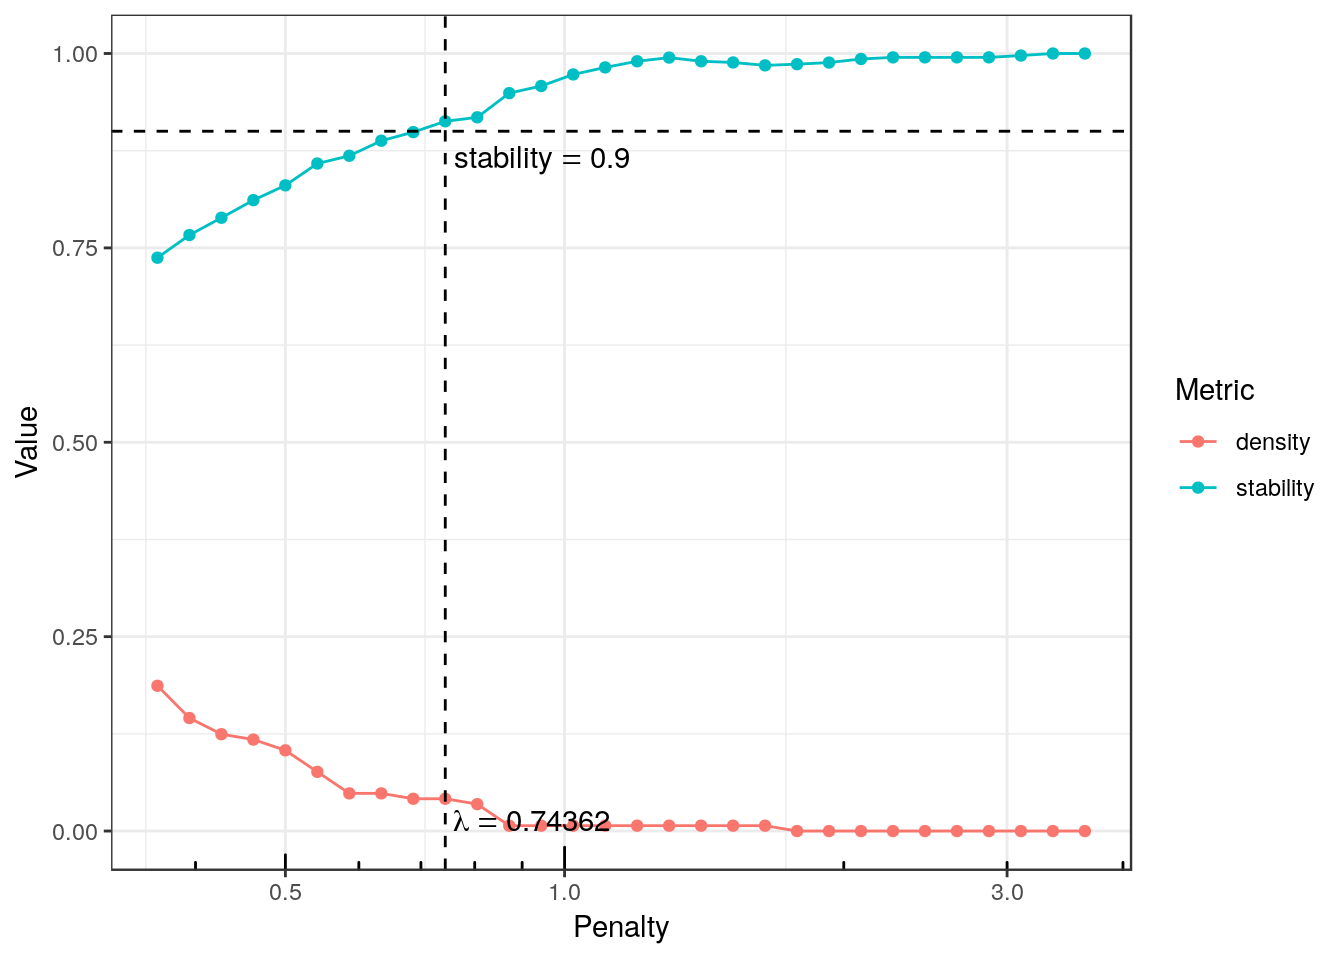 1.00
0.75
0.50
0.25
0.00
Value
stability = 0.9
λ = 0.74362
0.5
1.0
3.0
Penalty
Metric
density
stability